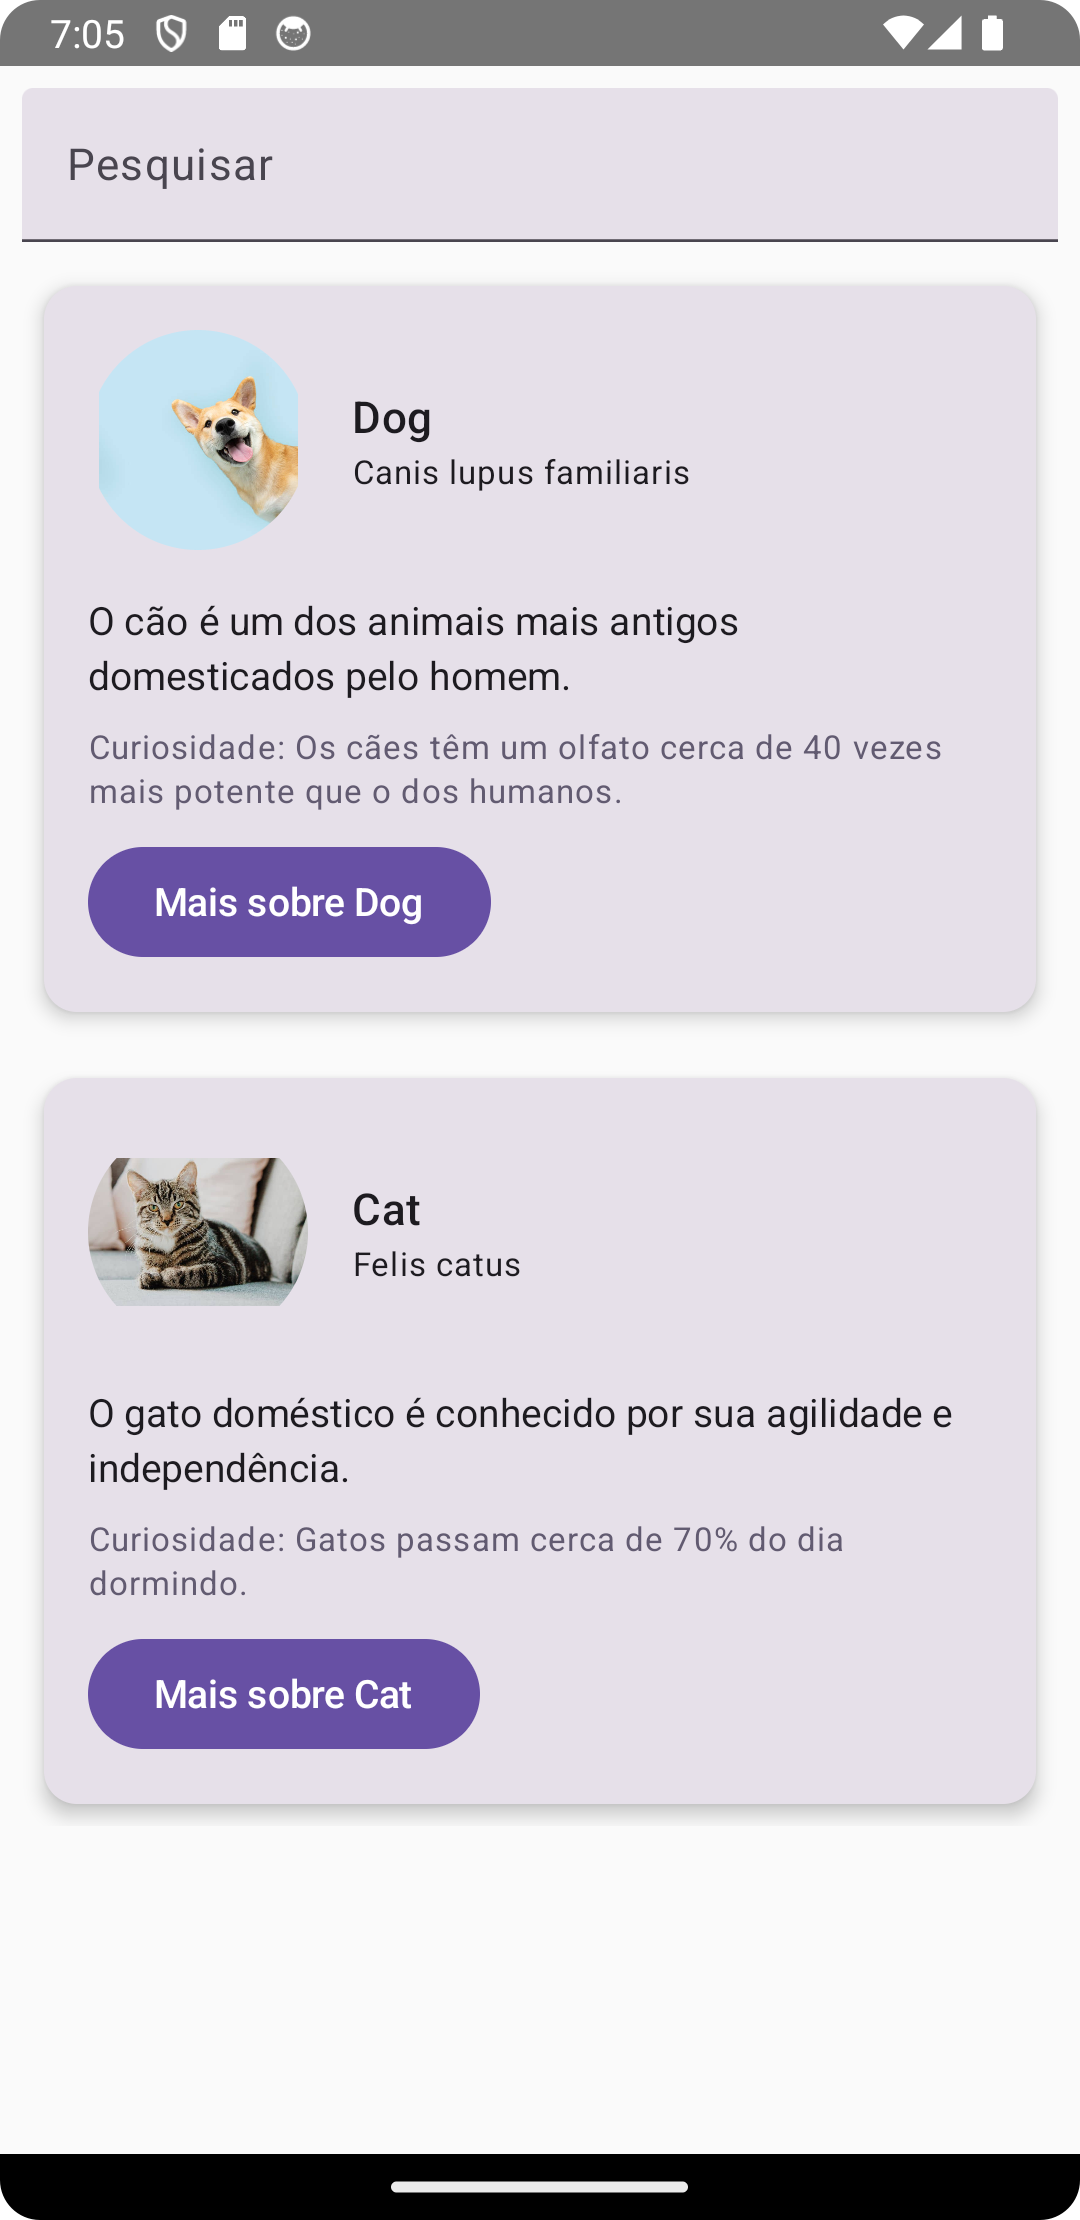 7:05
Pesquisar
Dog
Canis lupus familiaris
O cão é um dos animais mais antigos
domesticados pelo homem.
Curiosidade: Os cães têm um olfato cerca de 40 vezes
mais potente que o dos humanos.
Mais sobre Dog
Cat
Felis catus
O gato doméstico é conhecido por sua agilidade e
independência.
Curiosidade: Gatos passam cerca de 70% do dia
dormindo.
Mais sobre Cat